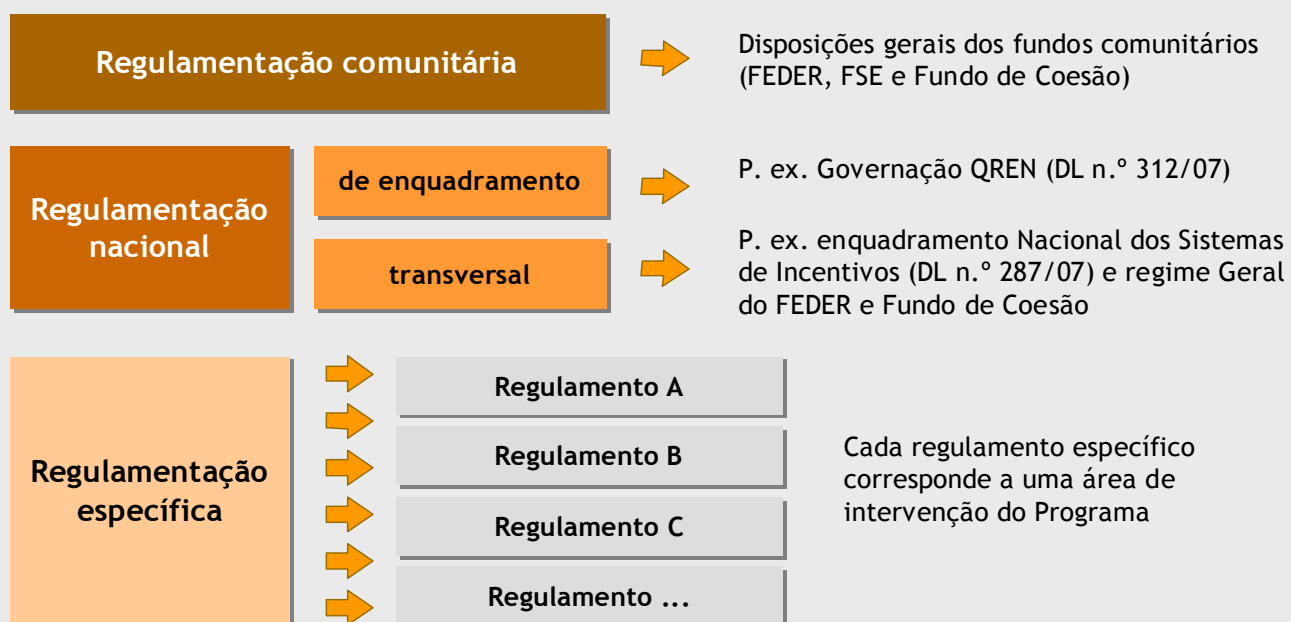 Regulamentação comunitária
Disposições gerais dos fundos comunitários
(FEDER, FSE e Fundo de Coesão)
Regulamentação
nacional
de enquadramento
P. ex. Governação QREN (DL n.º 312/07)
transversal
P. ex. enquadramento Nacional dos Sistemas
de Incentivos (DL n.º 287/07) e regime Geral
do FEDER e Fundo de Coesão
Regulamentação
específica
Regulamento A
Regulamento B
Regulamento C
Regulamento ...
Cada regulamento específico
corresponde a uma área de
intervenção do Programa